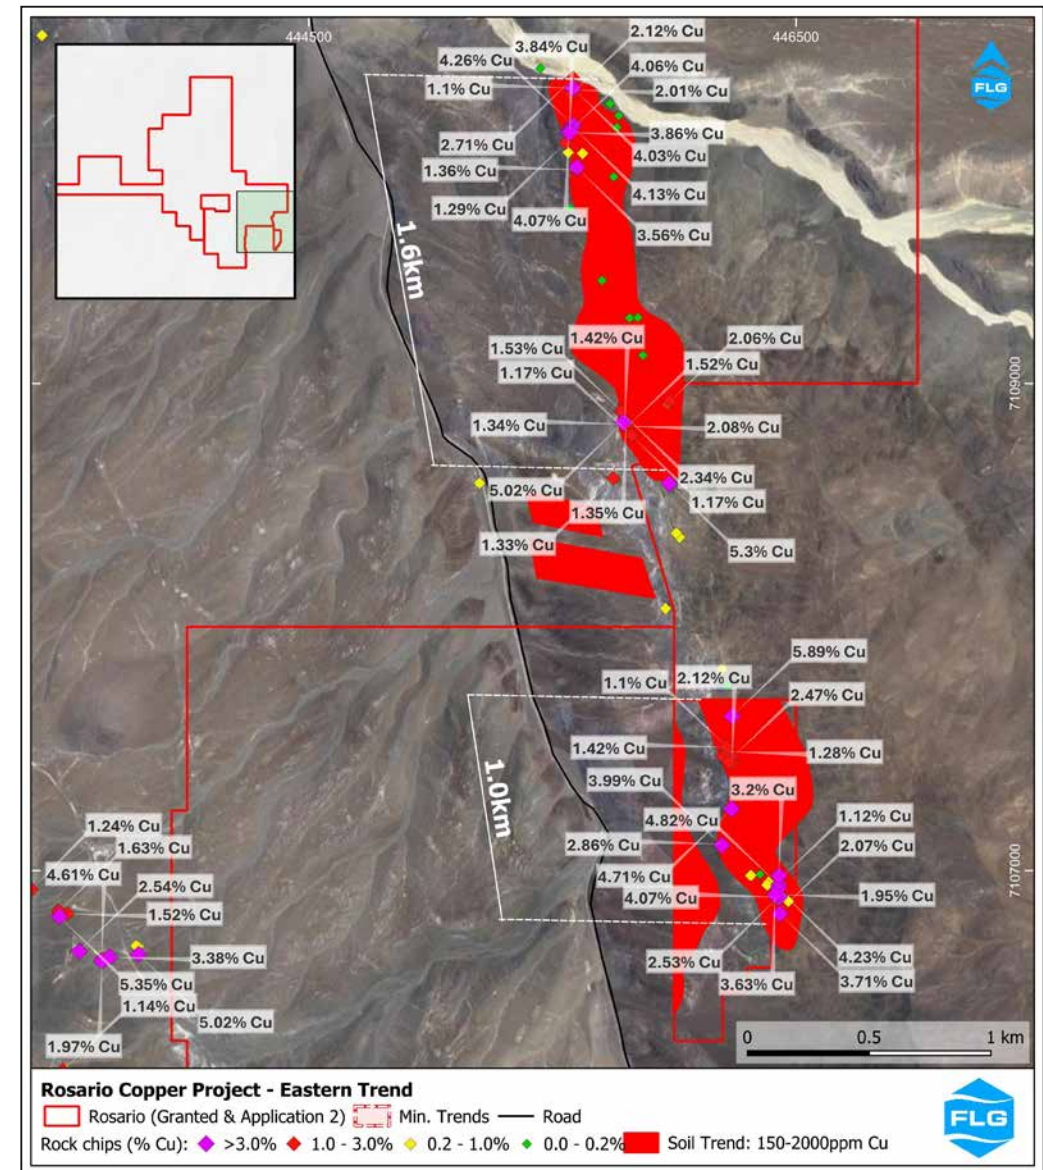 444500
446500
FLG
3.84% Cu
2.12% Cu
4.26% Cu
4.06% Cu
1.1% Cu
2.01% Cu
2.71% Cu
3.86% Cu
4.03% Cu
1.36% Cu
4.13% Cu
1.29% Cu
4.07% Cu
3.56% Cu
1.6km
1.42% Cu
2.06% Cu
1.53% Cu
1.52% Cu
1.17% Cu
7109000
1.34% Cu
2.08% Cu
2.34% Cu
5.02% Cu
1.17% Cu
1.35% Cu
1.33% Cu
5.3% Cu
5.89% Cu
2.12% Cu
1.1% Cu
2.47% Cu
1.42% Cu
1.28% Cu
3.99% Cu
3.2% Cu
1.0km
4.82% Cu
1.12% Cu
2.86% Cu
2.07% Cu
4.71% Cu
4.07% Cu
1.95% Cu
7107000
2.53% Cu
4.23% Cu
3.63% Cu
3.71% Cu
1.24% Cu
1.63% Cu
4.61% Cu
2.54% Cu
1.52% Cu
3.38% Cu
5.35% Cu
1.14% Cu
5.02% Cu
1.97% Cu
0 0.5 1 km
Rosario Copper Project - Eastern Trend
Rosario (Granted & Application 2) Min. Trends Road
Rock chips (% Cu): >3.0% 1.0 - 3.0% 0.2 - 1.0% 0.0 - 0.2% Soil Trend: 150-2000ppm Cu
FLG